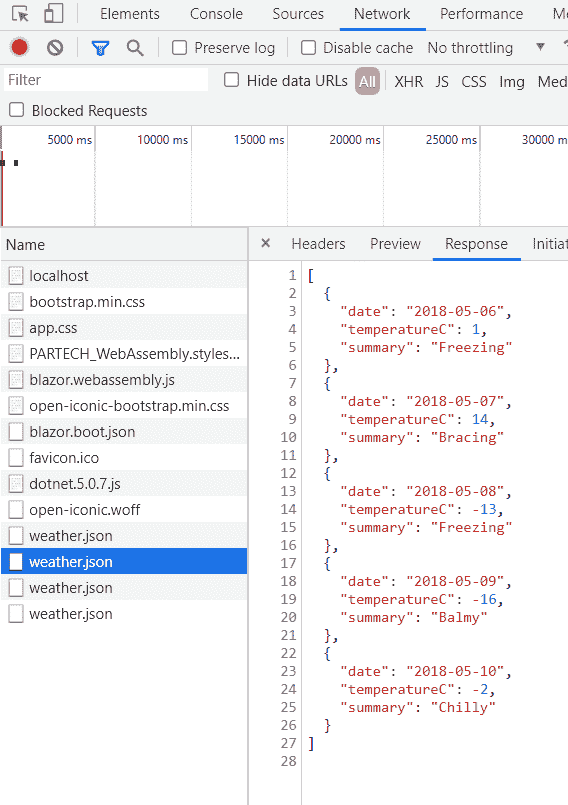 Elements Console Sources Network Performance Me
Preserve log Disable cache No throttling
Filter Hide data URLs All XHR JS CSS Img Med
Blocked Requests
5000 ms 10000 ms 15000 ms 20000 ms 25000 ms 30000 m
Name
× Headers Preview Response Initiat
localhost
bootstrap.min.css
app.css
PARTECH_WebAssembly.styles...
blazor.webassembly.js
open-iconic-bootstrap.min.css
blazor.boot.json
favicon.ico
dotnet.5.0.7.js
open-iconic.woff
weather.json
weather.json
weather.json
weather.json
1 [
2 {
3 "date": "2018-05-06",
4 "temperatureC": 1,
5 "summary": "Freezing"
6 },
7 {
8 "date": "2018-05-07",
9 "temperatureC": 14,
10 "summary": "Bracing"
11 },
12 {
13 "date": "2018-05-08",
14 "temperatureC": -13,
15 "summary": "Freezing"
16 },
17 {
18 "date": "2018-05-09",
19 "temperatureC": -16,
20 "summary": "Balmy"
21 },
22 {
23 "date": "2018-05-10",
24 "temperatureC": -2,
25 "summary": "Chilly"
26 }
27 ]
28